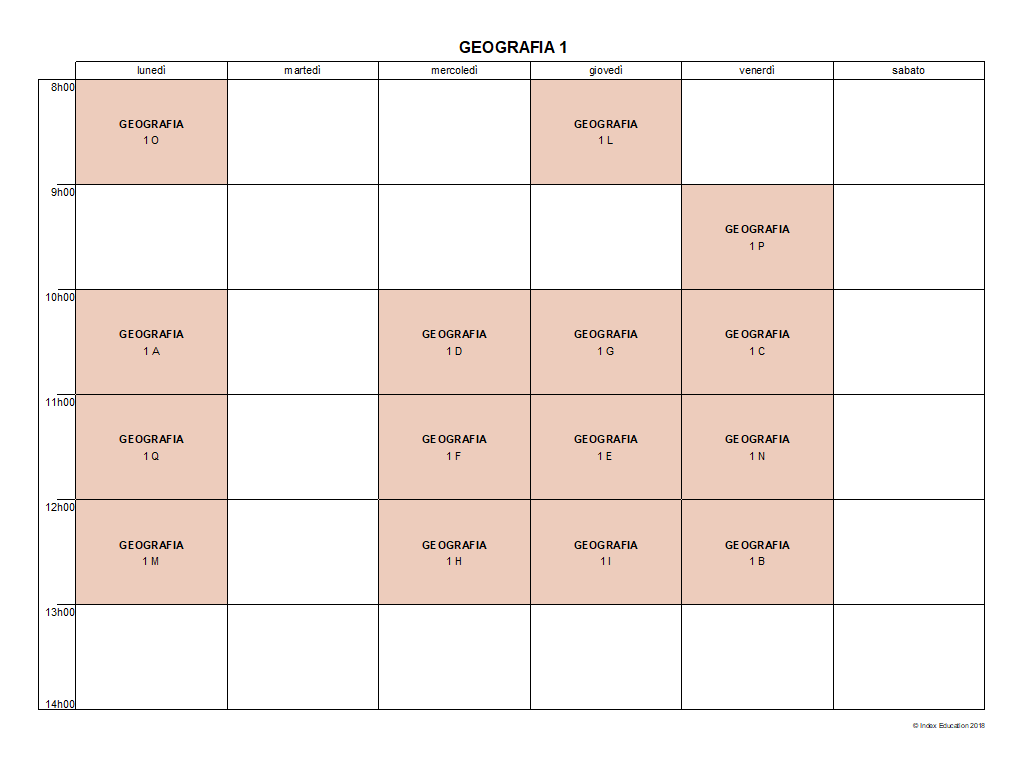 GEOGRAFIA 1
lunedì martedì mercoledì giovedì venerdì sabato
8h00
GEOGRAFIA GEOGRAFIA
1 O 1 L
9h00
GEOGRAFIA
1 P
10h00
GEOGRAFIA GEOGRAFIA GEOGRAFIA GEOGRAFIA
1 A 1 D 1 G 1 C
11h00
GEOGRAFIA GEOGRAFIA GEOGRAFIA GEOGRAFIA
1 Q 1 F 1 E 1 N
12h00
GEOGRAFIA GEOGRAFIA GEOGRAFIA GEOGRAFIA
1 M 1 H 1 I 1 B
13h00
14h00
© Index Education 2018